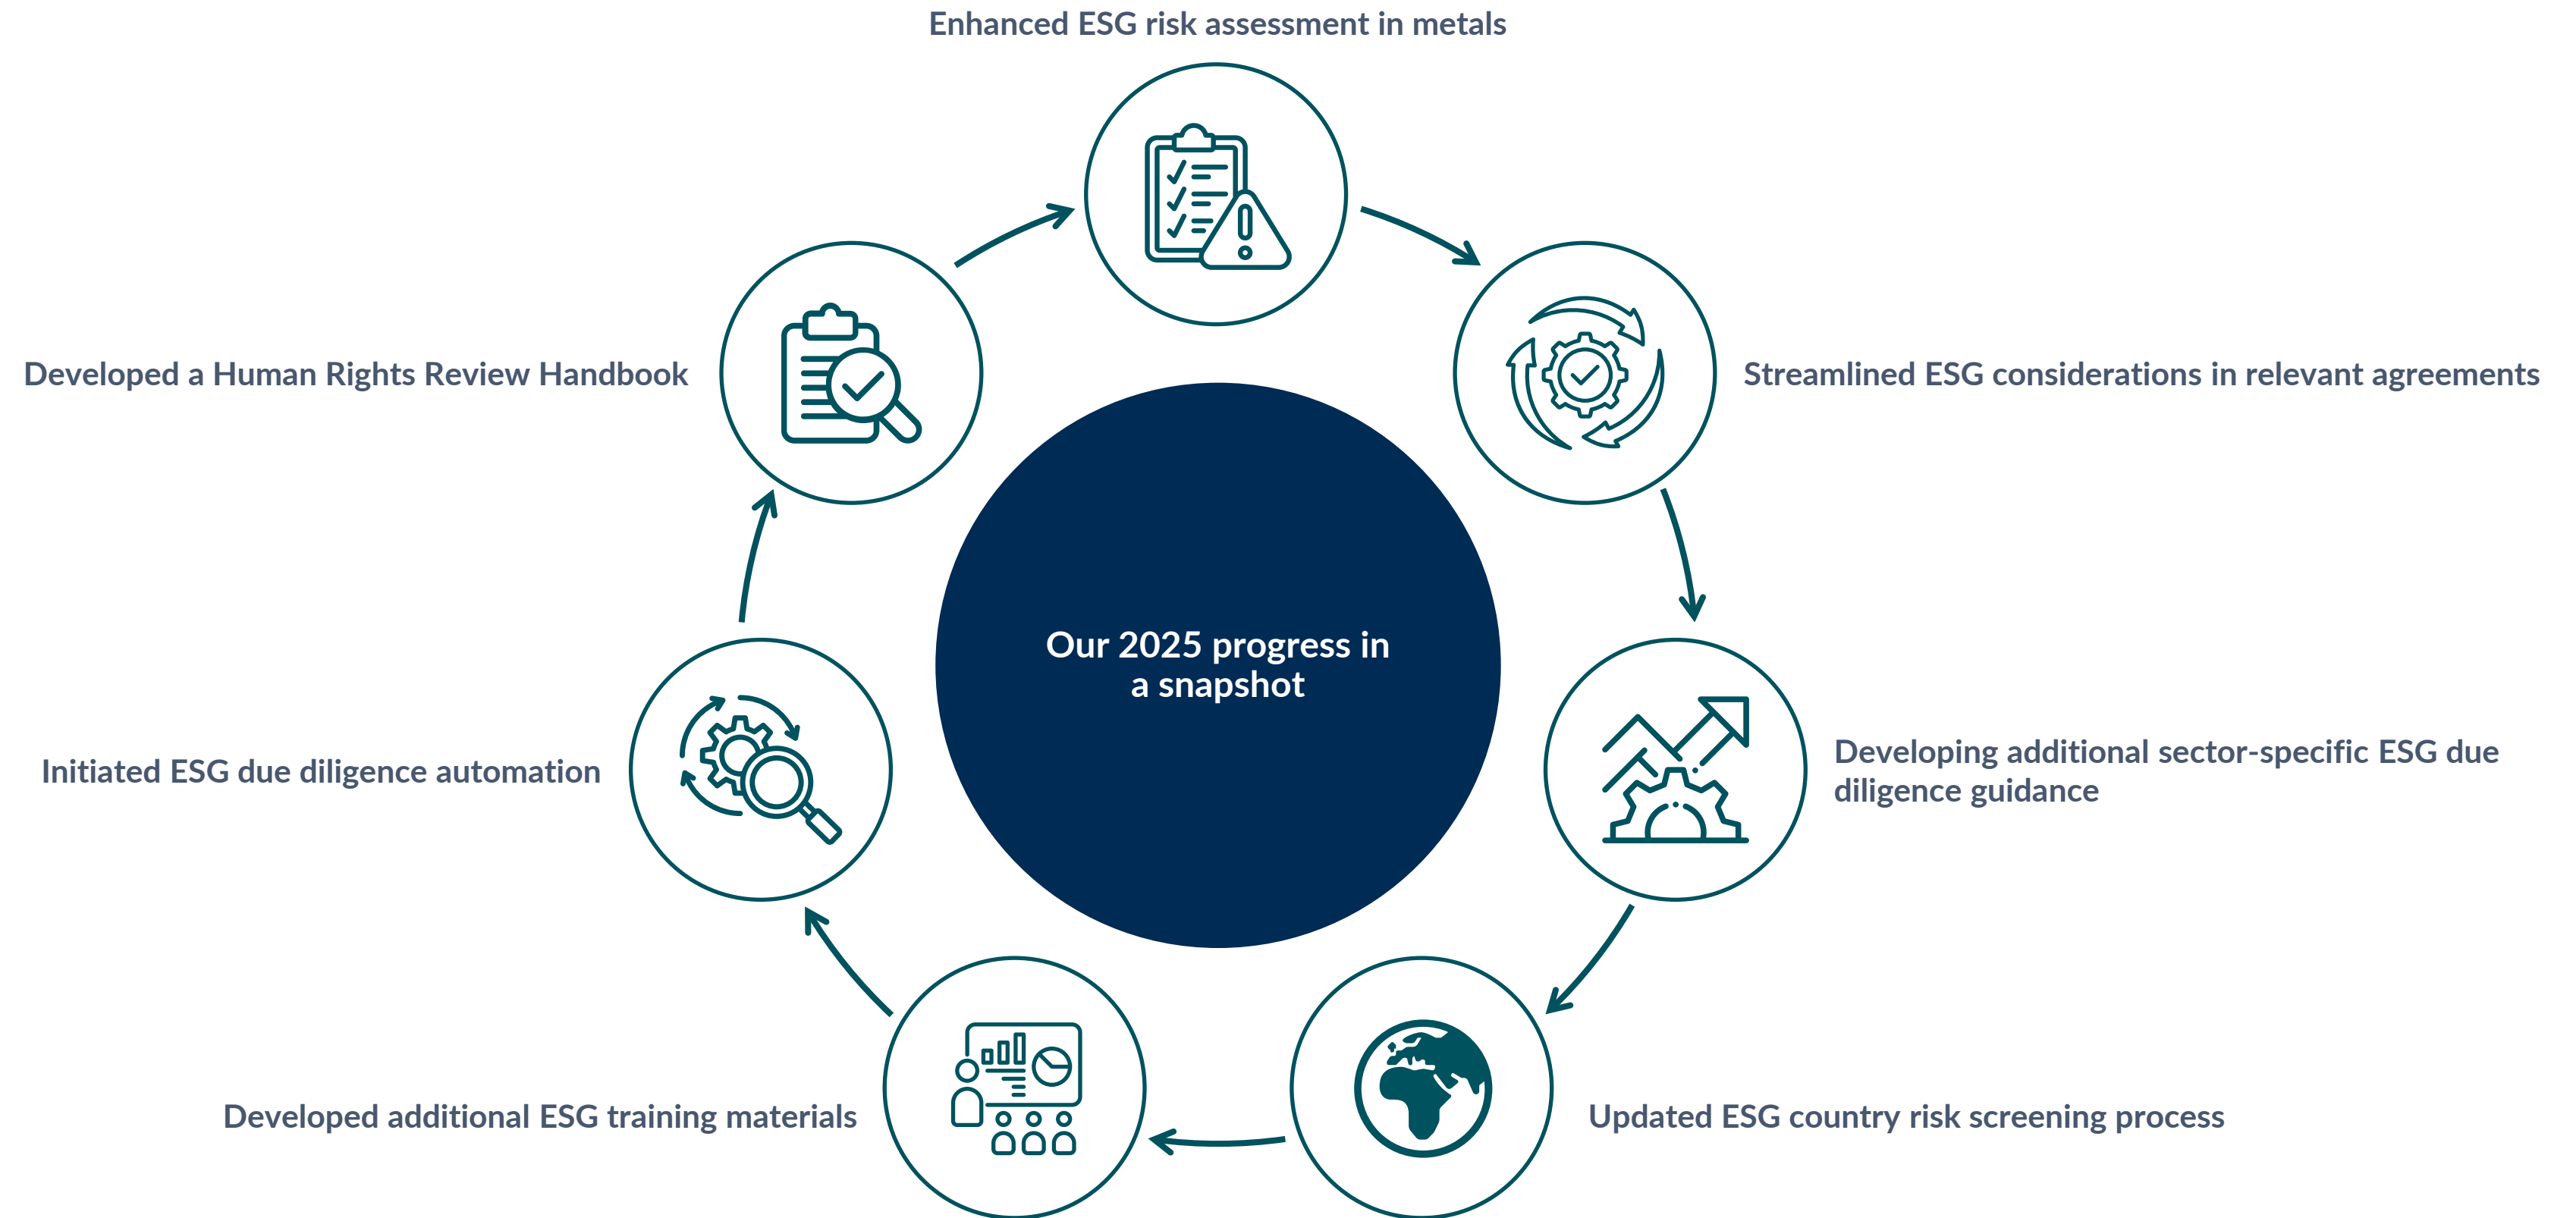 Enhanced ESG risk assessment in metals
Streamlined ESG considerations in relevant agreements
Developing additional sector-specific ESG due
diligence guidance
Updated ESG country risk screening process
Developed additional ESG training materials
Initiated ESG due diligence automation
Developed a Human Rights Review Handbook
Our 2025 progress in
a snapshot